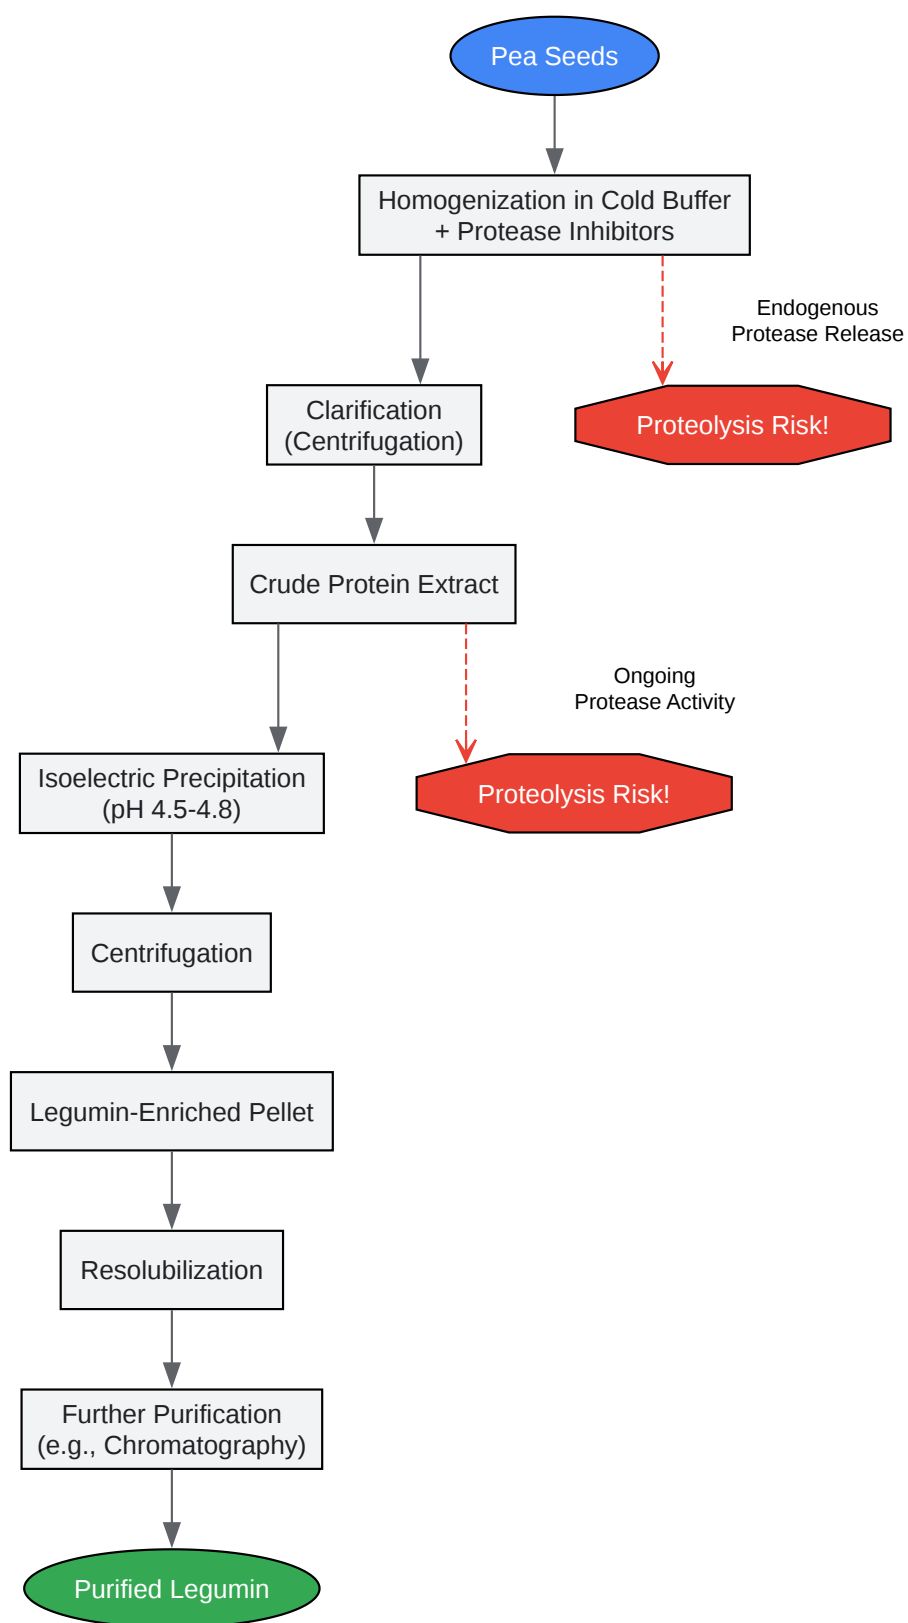 Pea Seeds
Homogenization in Cold Buffer
+ Protease Inhibitors
Endogenous
Protease Release
Clarification
(Centrifugation)
Proteolysis Risk!
Crude Protein Extract
Ongoing
Protease Activity
Isoelectric Precipitation
(pH 4.5-4.8)
Proteolysis Risk!
Centrifugation
Legumin-Enriched Pellet
Resolubilization
Further Purification
(e.g., Chromatography)
Purified Legumin